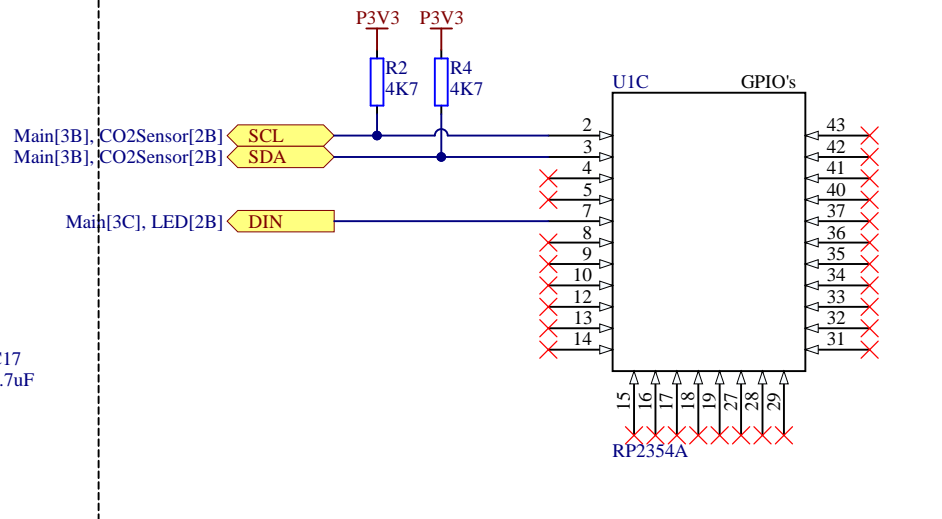 P3V3 P3V3
R2 4K7
R4 4K7
U1C GPIO's
Main[3B], CO2Sensor[2B] SCL 2 43
Main[3B], CO2Sensor[2B] SDA 3 42
4 41
5 40
Main[3C], LED[2B] DIN 7 37
8 36
9 35
10 34
12 33
13 32
14 31
17
.7uF
15 16 17 18 19 27 28 29
RP2354A